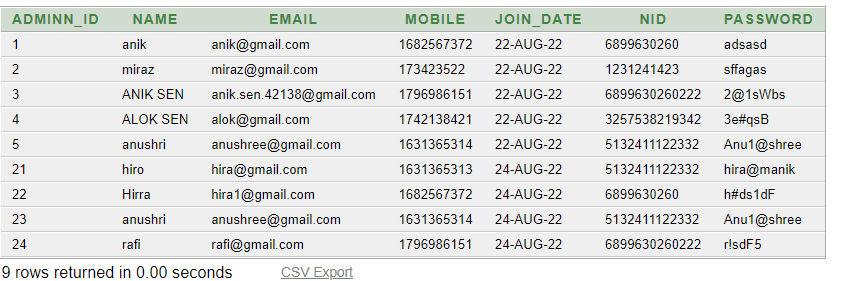 ADMINN_ID NAME EMAIL MOBILE JOIN_DATE NID PASSWORD
1 anik anik@gmail.com 1682567372 22-AUG-22 6899630260 adsasd
2 miraz miraz@gmail.com 173423522 22-AUG-22 1231241423 sffagas
3 ANIK SEN anik.sen.42138@gmail.com 1796986151 22-AUG-22 6899630260222 2@1sWbs
4 ALOK SEN alok@gmail.com 1742138421 22-AUG-22 3257538219342 3e#qsB
5 anushri anushree@gmail.com 1631365314 22-AUG-22 5132411122332 Anu1@shree
21 hiro hira@gmail.com 1631365313 24-AUG-22 5132411122332 hira@manik
22 Hirra hira1@gmail.com 1682567372 24-AUG-22 6899630260 h#ds1dF
23 anushri anushree@gmail.com 1631365314 24-AUG-22 5132411122332 Anu1@shree
24 rafi rafi@gmail.com 1796986151 24-AUG-22 6899630260222 r!sdF5
9 rows returned in 0.00 seconds CSV Export